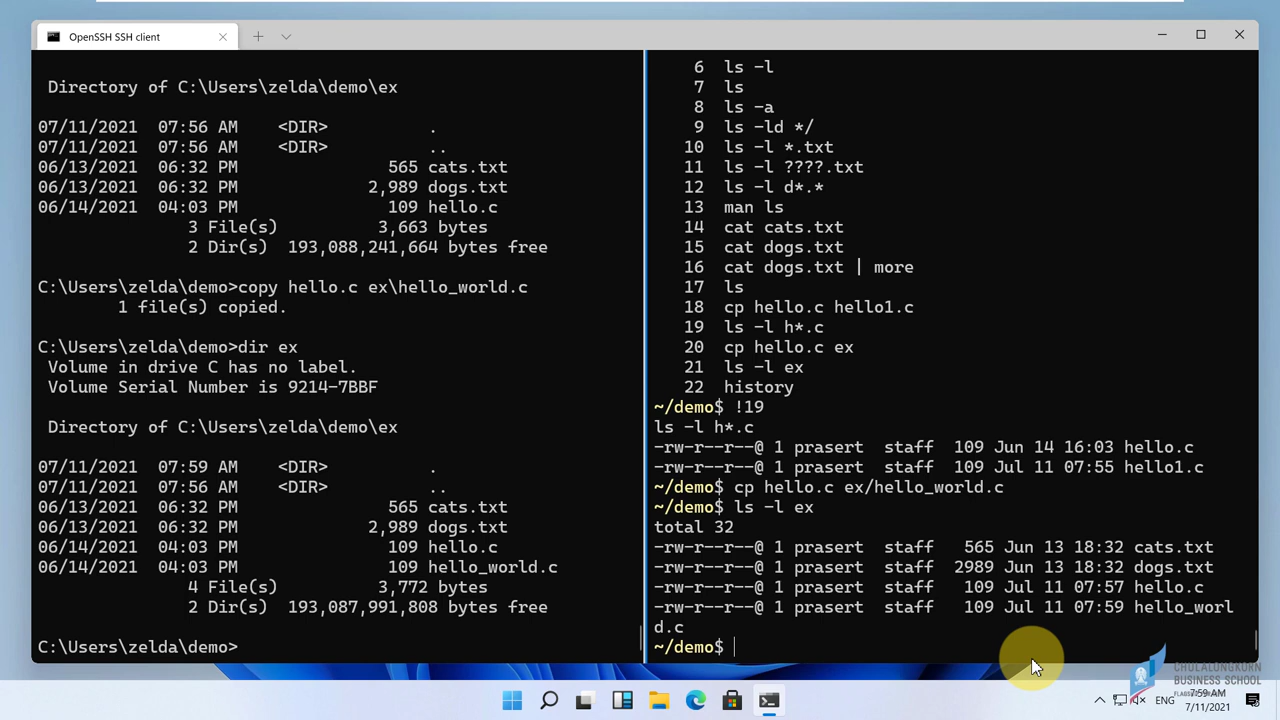 OpenSSH SSH client
Directory of C:\Users\zelda\demo\ex
07/11/2021  07:56 AM    <DIR>          .
07/11/2021  07:56 AM    <DIR>          ..
06/13/2021  06:32 PM               565 cats.txt
06/13/2021  06:32 PM             2,989 dogs.txt
06/14/2021  04:03 PM               109 hello.c
3 File(s)          3,663 bytes
2 Dir(s)  193,088,241,664 bytes free
C:\Users\zelda\demo>copy hello.c ex\hello_world.c
1 file(s) copied.
C:\Users\zelda\demo>dir ex
Volume in drive C has no label.
Volume Serial Number is 9214-7BBF
Directory of C:\Users\zelda\demo\ex
07/11/2021  07:59 AM    <DIR>          .
07/11/2021  07:56 AM    <DIR>          ..
06/13/2021  06:32 PM               565 cats.txt
06/13/2021  06:32 PM             2,989 dogs.txt
06/14/2021  04:03 PM               109 hello.c
06/14/2021  04:03 PM               109 hello_world.c
4 File(s)          3,772 bytes
2 Dir(s)  193,087,991,808 bytes free
C:\Users\zelda\demo>
6  ls -l
7  ls
8  ls -a
9  ls -ld */
10  ls -l *.txt
11  ls -l ????.txt
12  ls -l d*.*
13  man ls
14  cat cats.txt
15  cat dogs.txt
16  cat dogs.txt | more
17  ls
18  cp hello.c hello1.c
19  ls -l h*.c
20  cp hello.c ex
21  ls -l ex
22  history
~/demo$ !19
ls -l h*.c
-rw-r--r--@ 1 prasert  staff  109 Jun 14 16:03 hello.c
-rw-r--r--@ 1 prasert  staff  109 Jul 11 07:55 hello1.c
~/demo$ cp hello.c ex/hello_world.c
~/demo$ ls -l ex
total 32
-rw-r--r--@ 1 prasert  staff   565 Jun 13 18:32 cats.txt
-rw-r--r--@ 1 prasert  staff  2989 Jun 13 18:32 dogs.txt
-rw-r--r--@ 1 prasert  staff   109 Jul 11 07:57 hello.c
-rw-r--r--@ 1 prasert  staff   109 Jul 11 07:59 hello_worl
d.c
~/demo$
CHULALONGKORN
BUSINESS SCHOOL
ENG
7:59 AM
7/11/2021